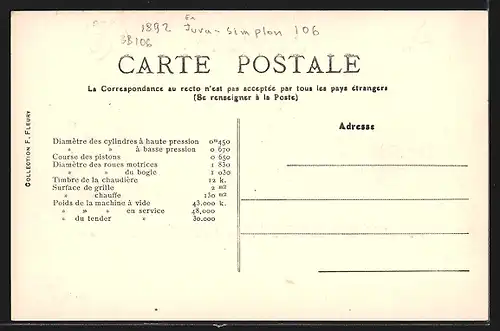 1892 En Jura-Simplon 106
SB106
CARTE POSTALE
La Correspondance au recto n'est pas acceptée par tous les pays étrangers
(Se renseigner à la Poste)
COLLECTION F. FLEURY
Diamètre des cylindres à haute pression 0m450
» » à basse pression 0 670
Course des pistons 0 650
Diamètre des roues motrices 1 830
» » du bogie 1 030
Timbre de la chaudière 12 k.
Surface de grille 2 m2
» chauffe 130 m2
Poids de la machine à vide 43.000 k.
» » » en service 48,000
» du tender » 30.000
Adresse